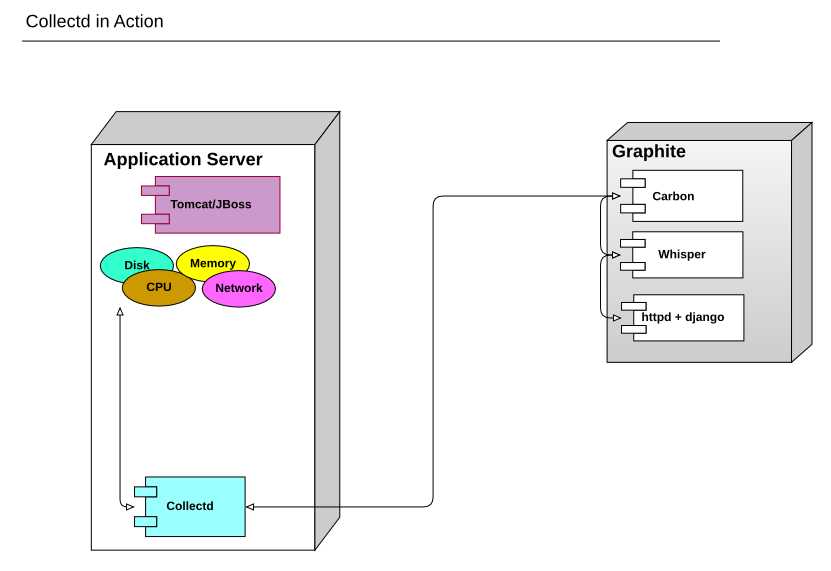 Collectd in Action
Application Server
Tomcat/JBoss
Disk
Memory
CPU
Network
Collectd
Graphite
Carbon
Whisper
httpd + django